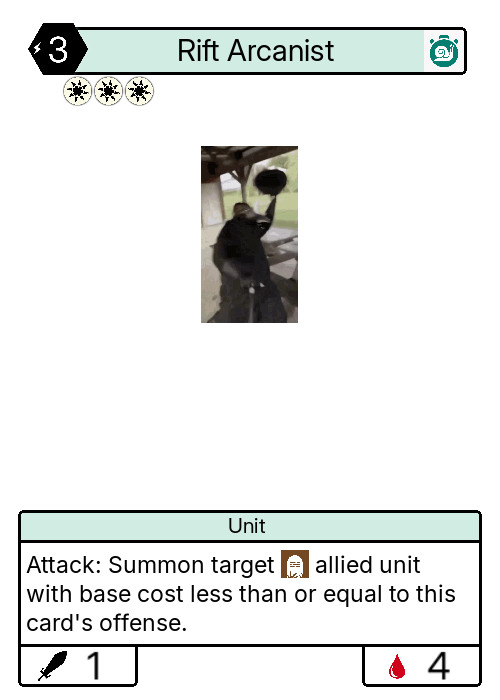 3
Rift Arcanist
Unit
Attack: Summon target allied unit
with base cost less than or equal to this
card's offense.
1
4